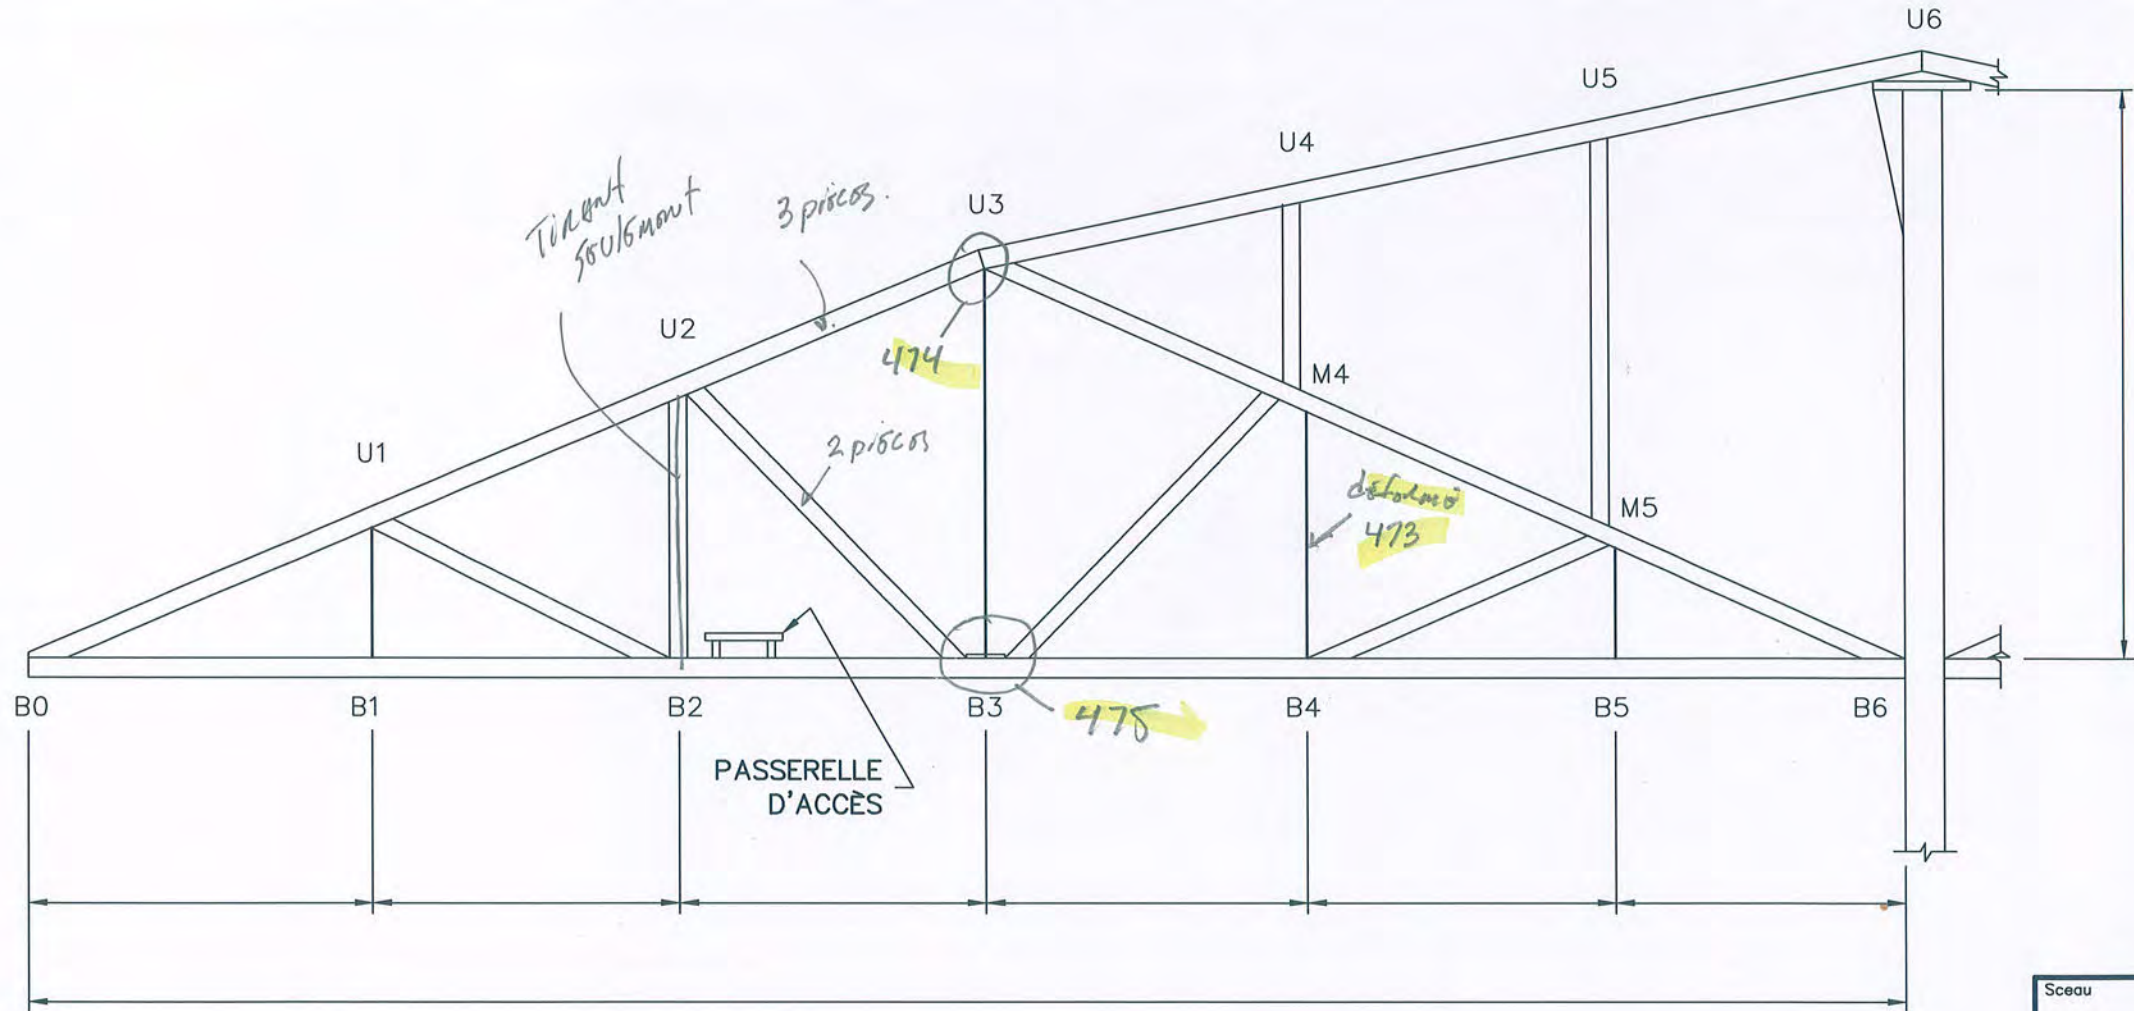 U6
U5
U4
Tirant
seulement
3 pièces.
U3
U2
474
M4
2 pièces
U1
déformé
473
M5
B0
B1
B2
B3
B4
B5
B6
475
PASSERELLE
D'ACCÈS
Sceau